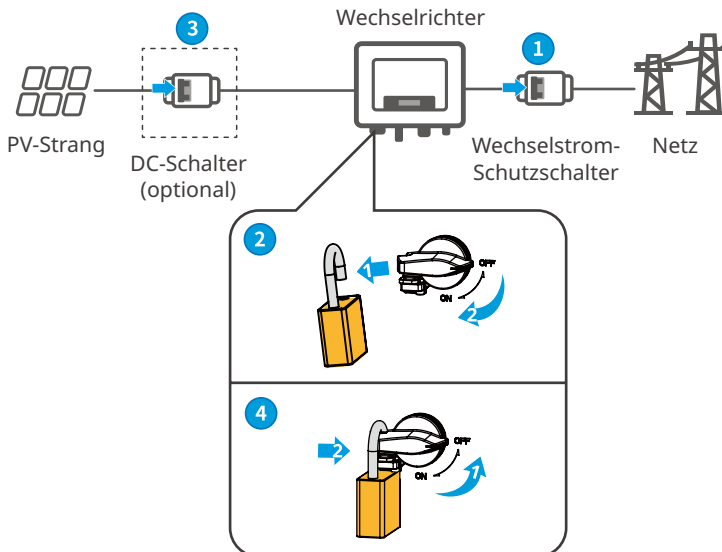 Wechselrichter
3
1
PV-Strang
DC-Schalter
(optional)
Wechselstrom-
Schutzschalter
Netz
2
1
OFF
ON
2
4
2
OFF
ON
1